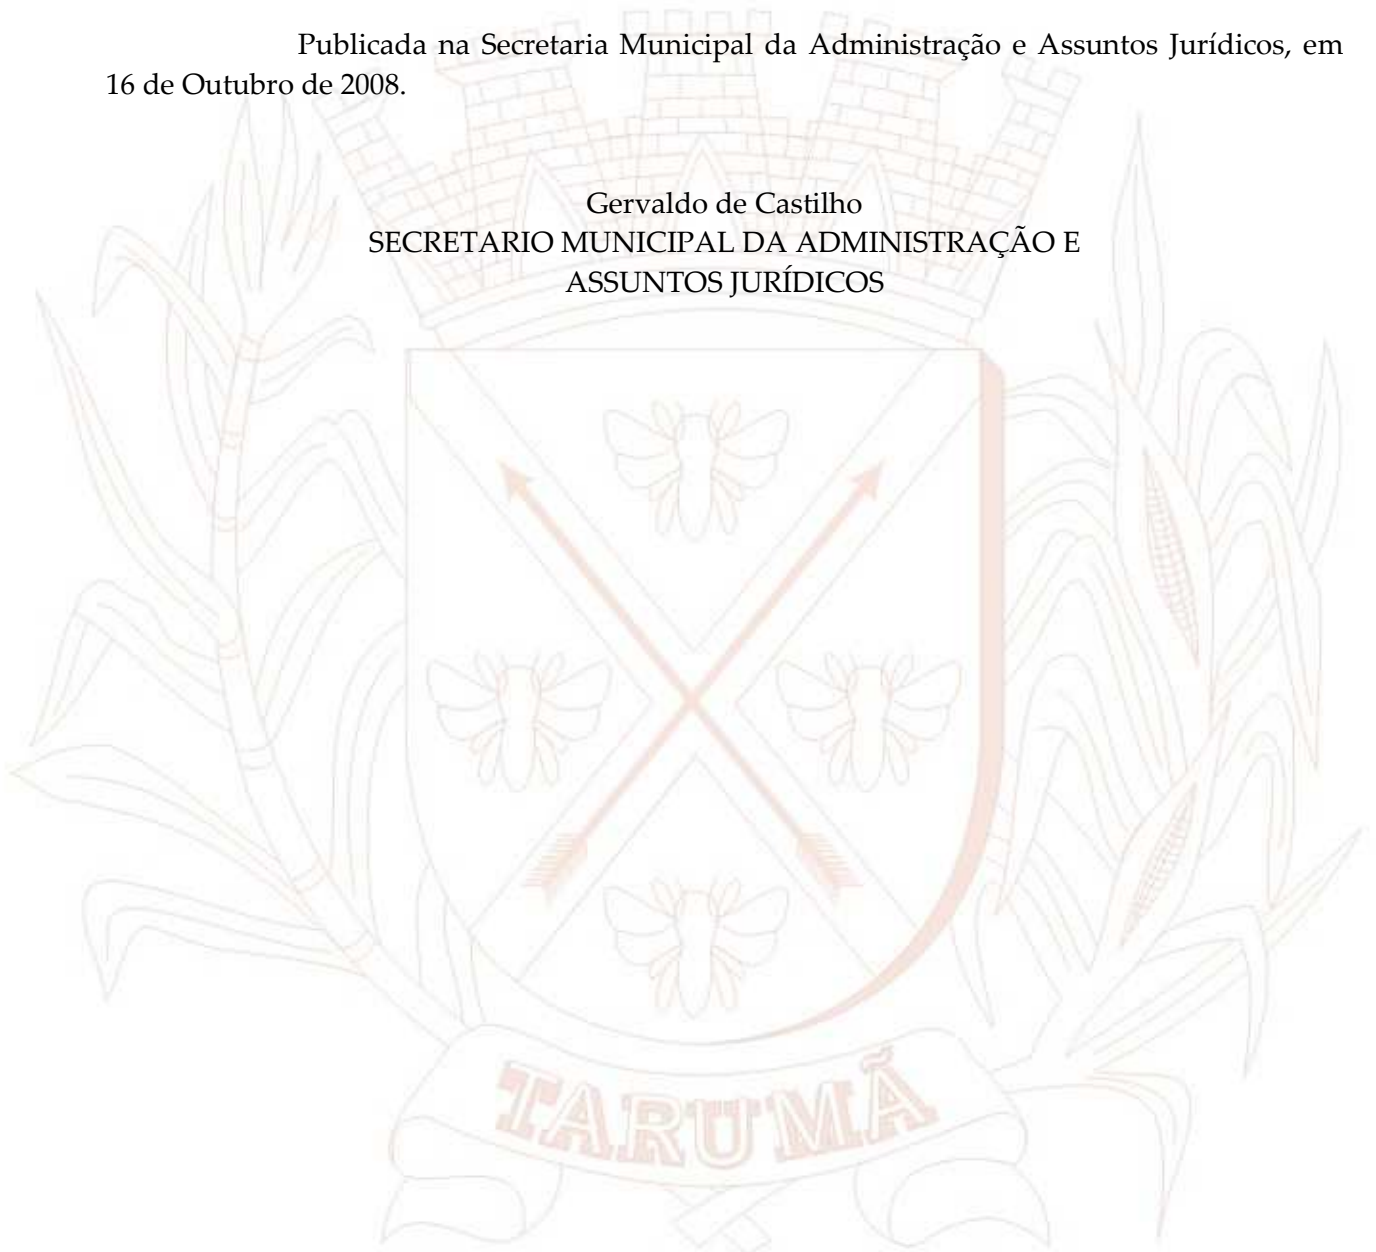 Publicada na Secretaria Municipal da Administração e Assuntos Jurídicos, em
16 de Outubro de 2008.
Gervaldo de Castilho
SECRETARIO MUNICIPAL DA ADMINISTRAÇÃO E
ASSUNTOS JURÍDICOS
TARUMÃ